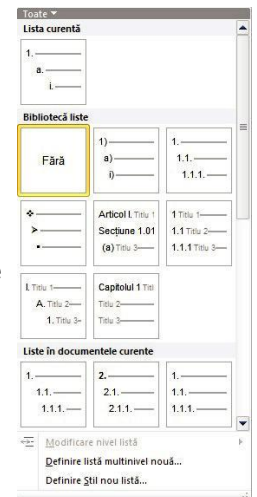 Toate
Lista curentă
1.
a.
i.
Bibliotecă liste
Fără
1)
a)
i)
1.
1.1.
1.1.1.
❖
➤
▪
Articol I. Titlu 1
Secțiune 1.01
(a) Titlu 3
1 Titlu 1
1.1 Titlu 2
1.1.1 Titlu 3
I. Titlu 1
A. Titlu 2
1. Titlu 3
Capitolul 1 Titl
Titlu 2
Titlu 3
Liste în documentele curente
1.
1.1.
1.1.1.
2.
2.1.
2.1.1.
1.
1.1.
1.1.1.
Modificare nivel listă
Definire listă multinivel nouă...
Definire Stil nou listă...